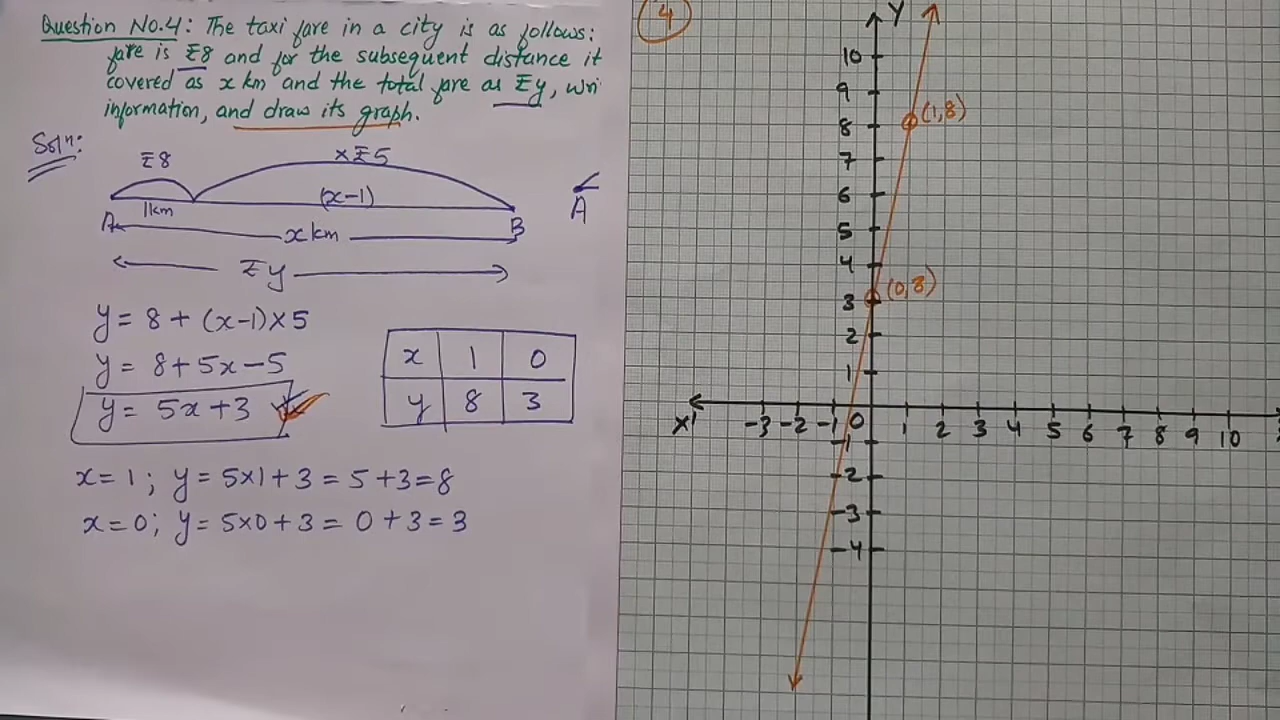 Question No.4: The taxi fare in a city is as follows:
fare is ₹8 and for the subsequent distance it
covered as x km and the total fare as ₹y, wri
information, and draw its graph.
Soln:
₹8
x₹5
1km
(x-1)
A
B
x km
₹y
A
y = 8 + (x-1)×5
y = 8+5x-5
y = 5x+3
x 1 0
y 8 3
x=1; y= 5×1+3 = 5+3=8
x=0; y= 5×0+3 = 0+3=3
4
Y
10
9
8 (1,8)
7
6
5
4
3 (0,3)
2
1
X' -3 -2 -1 0 1 2 3 4 5 6 7 8 9 10
-1
-2
-3
-4